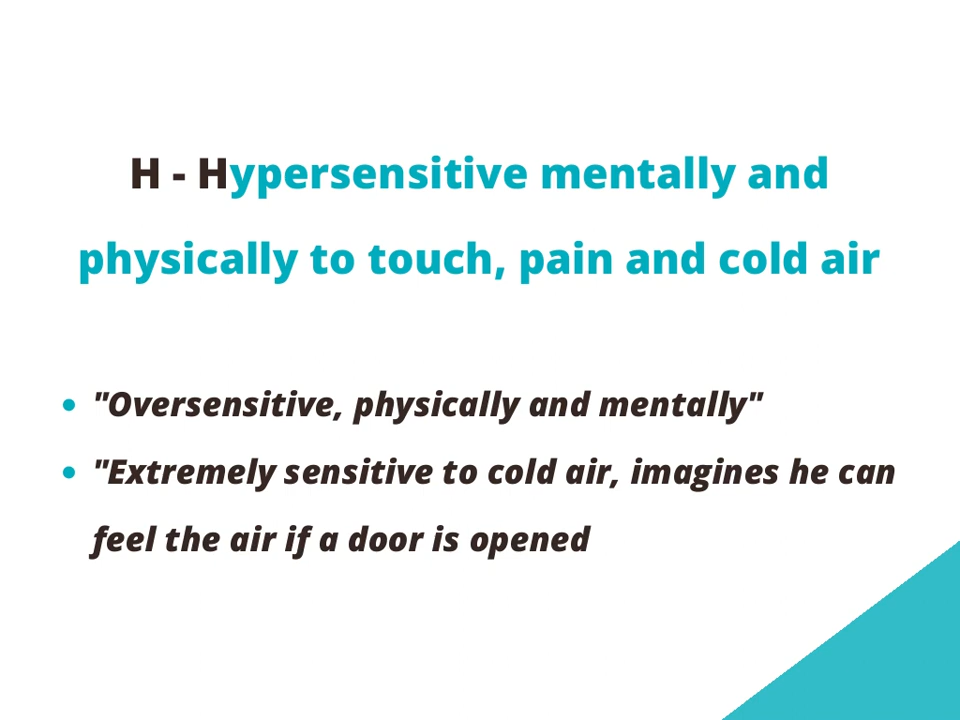 H - Hypersensitive mentally and
physically to touch, pain and cold air
• "Oversensitive, physically and mentally"
• "Extremely sensitive to cold air, imagines he can
feel the air if a door is opened